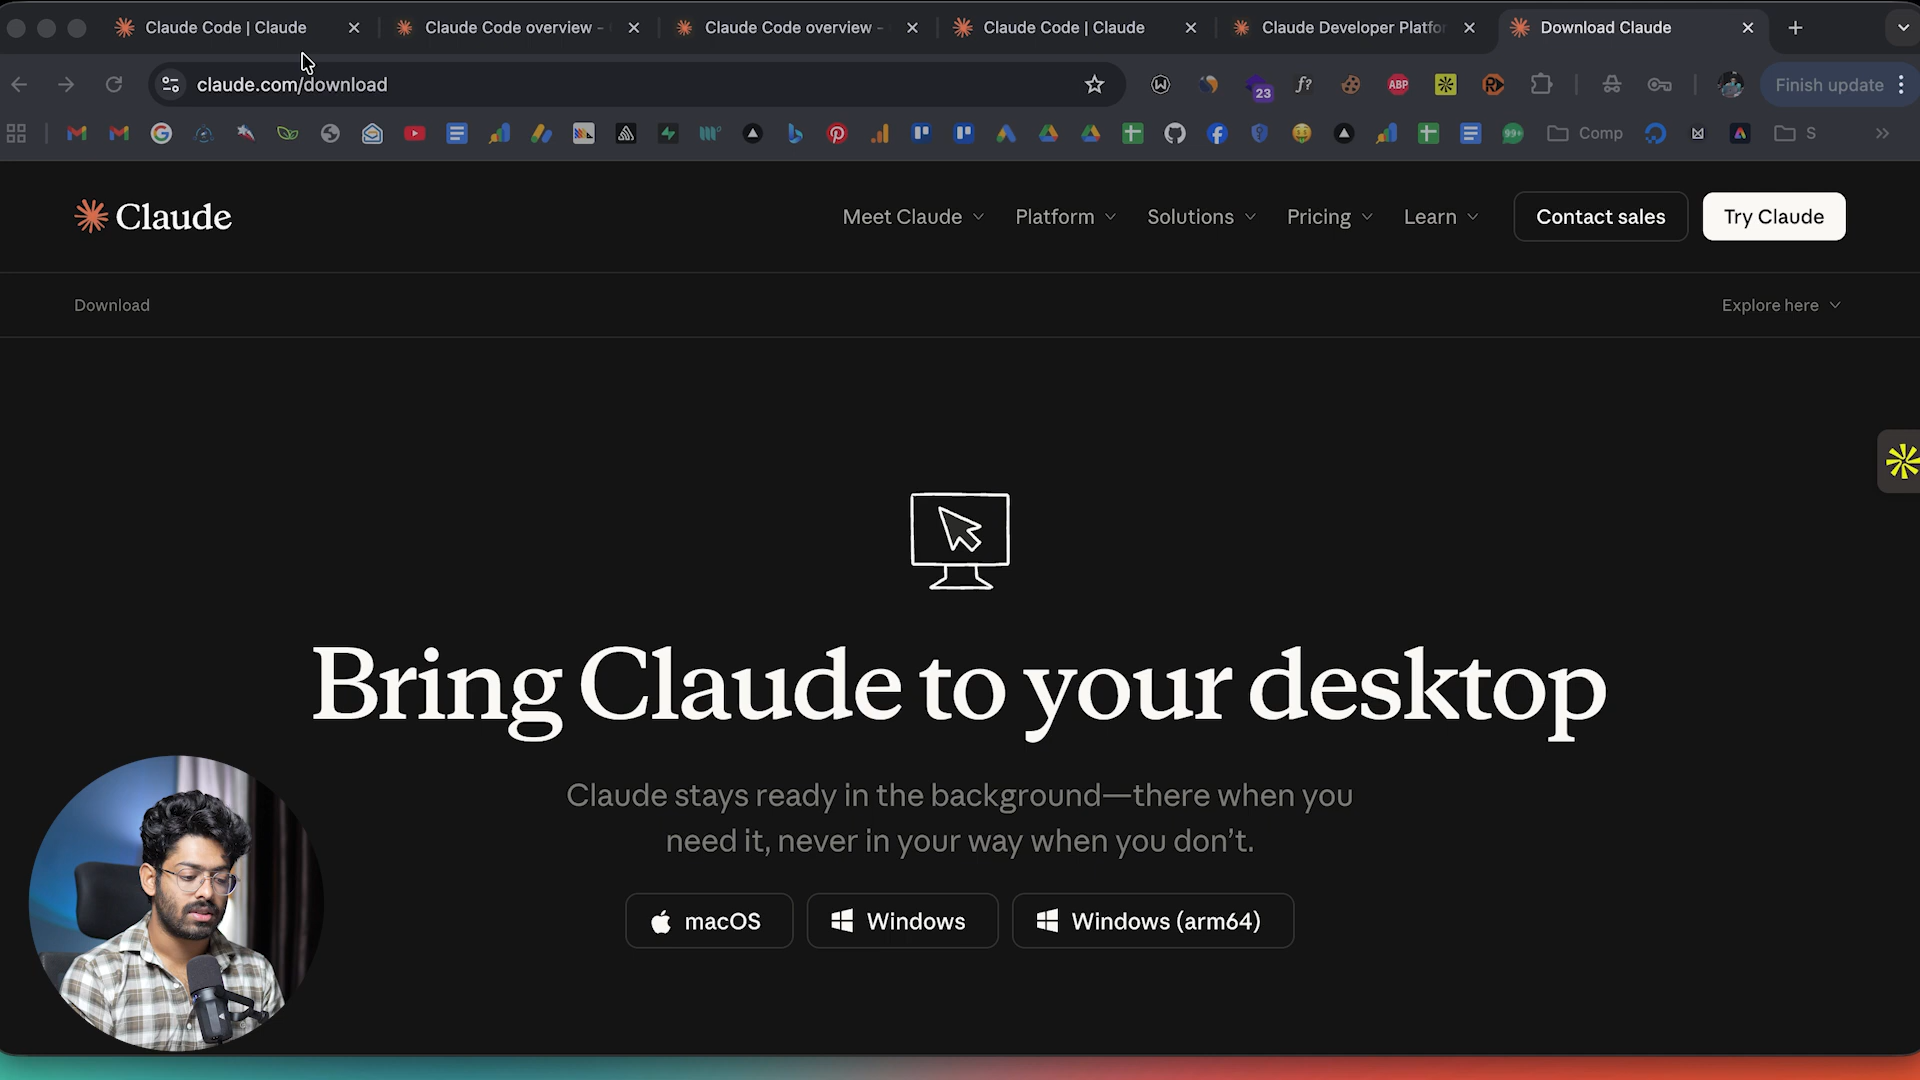 Claude Code | Claude
Claude Code overview -
Claude Code overview -
Claude Code | Claude
Claude Developer Platfor
Download Claude
claude.com/download
23
f?
ABP
Finish update
99+
Comp
S
Claude
Meet Claude
Platform
Solutions
Pricing
Learn
Contact sales
Try Claude
Download
Explore here
Bring Claude to your desktop
Claude stays ready in the background—there when you
need it, never in your way when you don’t.
macOS
Windows
Windows (arm64)